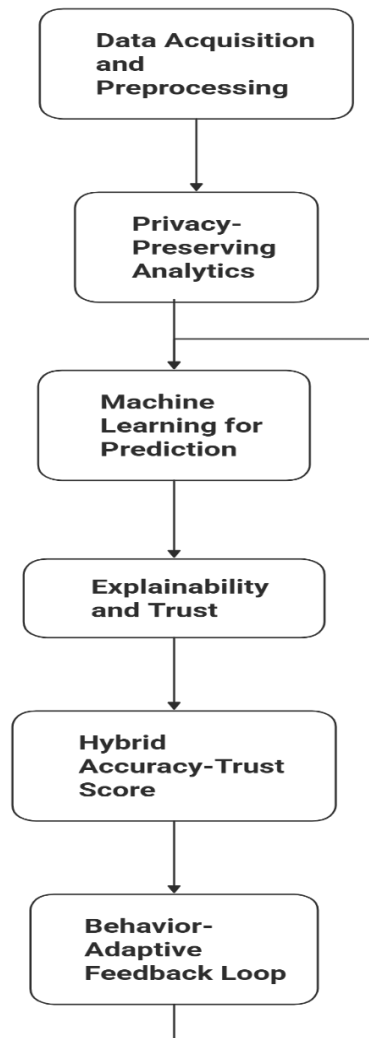 Data Acquisition
and
Preprocessing
Privacy-
Preserving
Analytics
Machine
Learning for
Prediction
Explainability
and Trust
Hybrid
Accuracy-Trust
Score
Behavior-
Adaptive
Feedback Loop